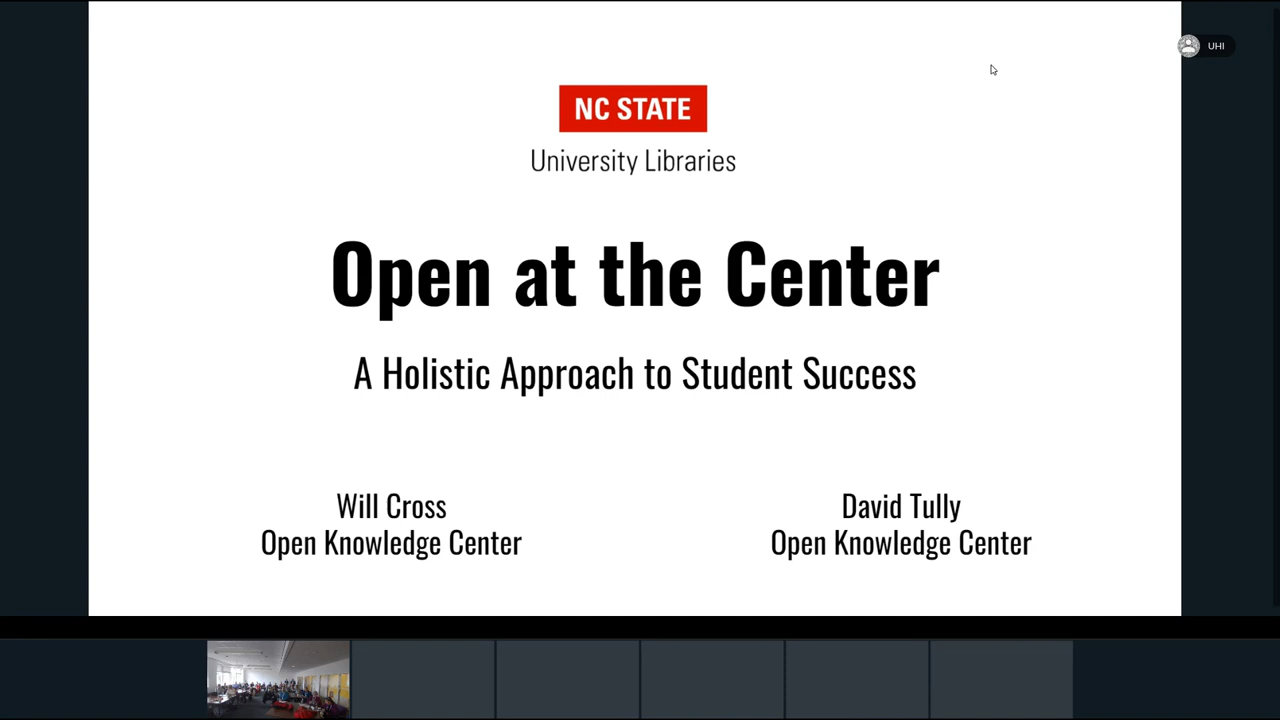 UHI
NC STATE
University Libraries
Open at the Center
A Holistic Approach to Student Success
Will Cross
Open Knowledge Center
David Tully
Open Knowledge Center